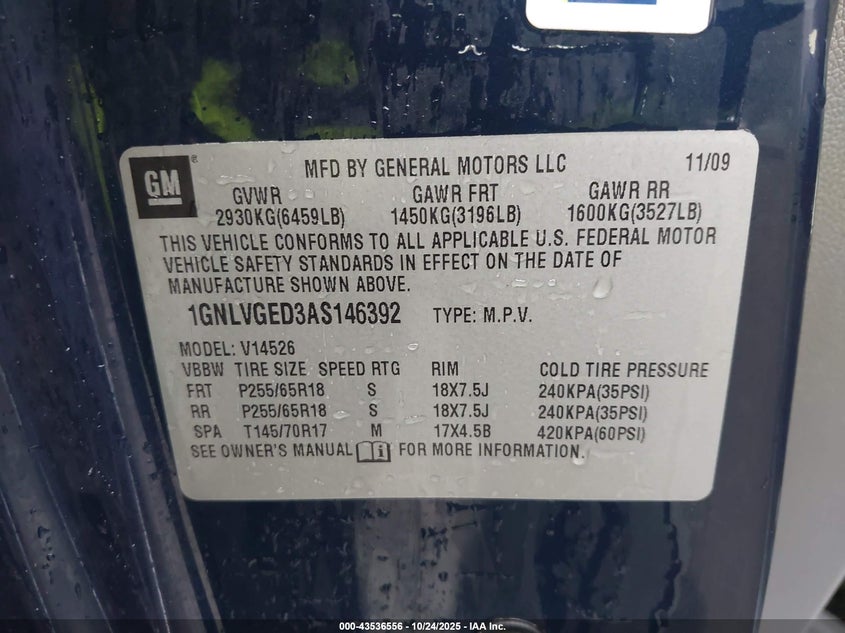 GM ® MFD BY GENERAL MOTORS LLC 11/09
GVWR GAWR FRT GAWR RR
2930KG(6459LB) 1450KG(3196LB) 1600KG(3527LB)
THIS VEHICLE CONFORMS TO ALL APPLICABLE U.S. FEDERAL MOTOR
VEHICLE SAFETY STANDARDS IN EFFECT ON THE DATE OF
MANUFACTURE SHOWN ABOVE.
1GNLVGED3AS146392 TYPE: M.P.V.
MODEL: V14526
VBBW TIRE SIZE SPEED RTG RIM COLD TIRE PRESSURE
FRT P255/65R18 S 18X7.5J 240KPA(35PSI)
RR P255/65R18 S 18X7.5J 240KPA(35PSI)
SPA T145/70R17 M 17X4.5B 420KPA(60PSI)
SEE OWNER'S MANUAL FOR MORE INFORMATION.
000-43536556 - 10/24/2025 - IAA Inc.